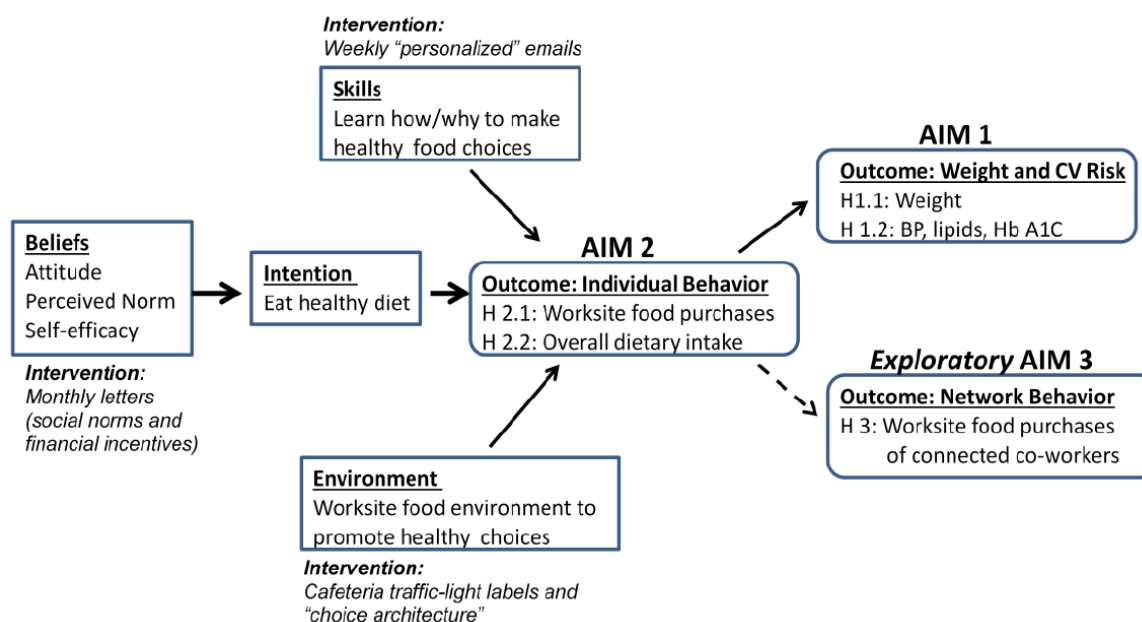 Intervention:
Weekly “personalized” emails
Skills
Learn how/why to make
healthy food choices
AIM 1
Outcome: Weight and CV Risk
H1.1: Weight
H 1.2: BP, lipids, Hb A1C
Beliefs
Attitude
Perceived Norm
Self-efficacy
Intervention:
Monthly letters
(social norms and
financial incentives)
Intention
Eat healthy diet
AIM 2
Outcome: Individual Behavior
H 2.1: Worksite food purchases
H 2.2: Overall dietary intake
Exploratory AIM 3
Outcome: Network Behavior
H 3: Worksite food purchases
of connected co-workers
Environment
Worksite food environment to
promote healthy choices
Intervention:
Cafeteria traffic-light labels and
“choice architecture”